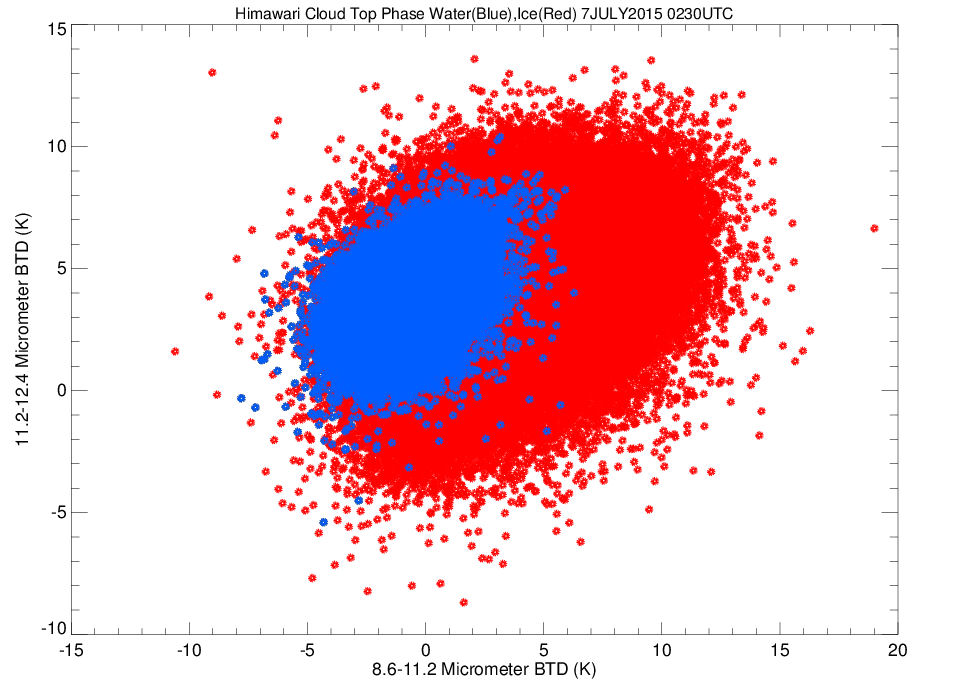 Himawari Cloud Top Phase Water(Blue),Ice(Red) 7JULY2015 0230UTC
15
10
5
0
-5
-10
11.2-12.4 Micrometer BTD (K)
-15 -10 -5 0 5 10 15 20
8.6-11.2 Micrometer BTD (K)